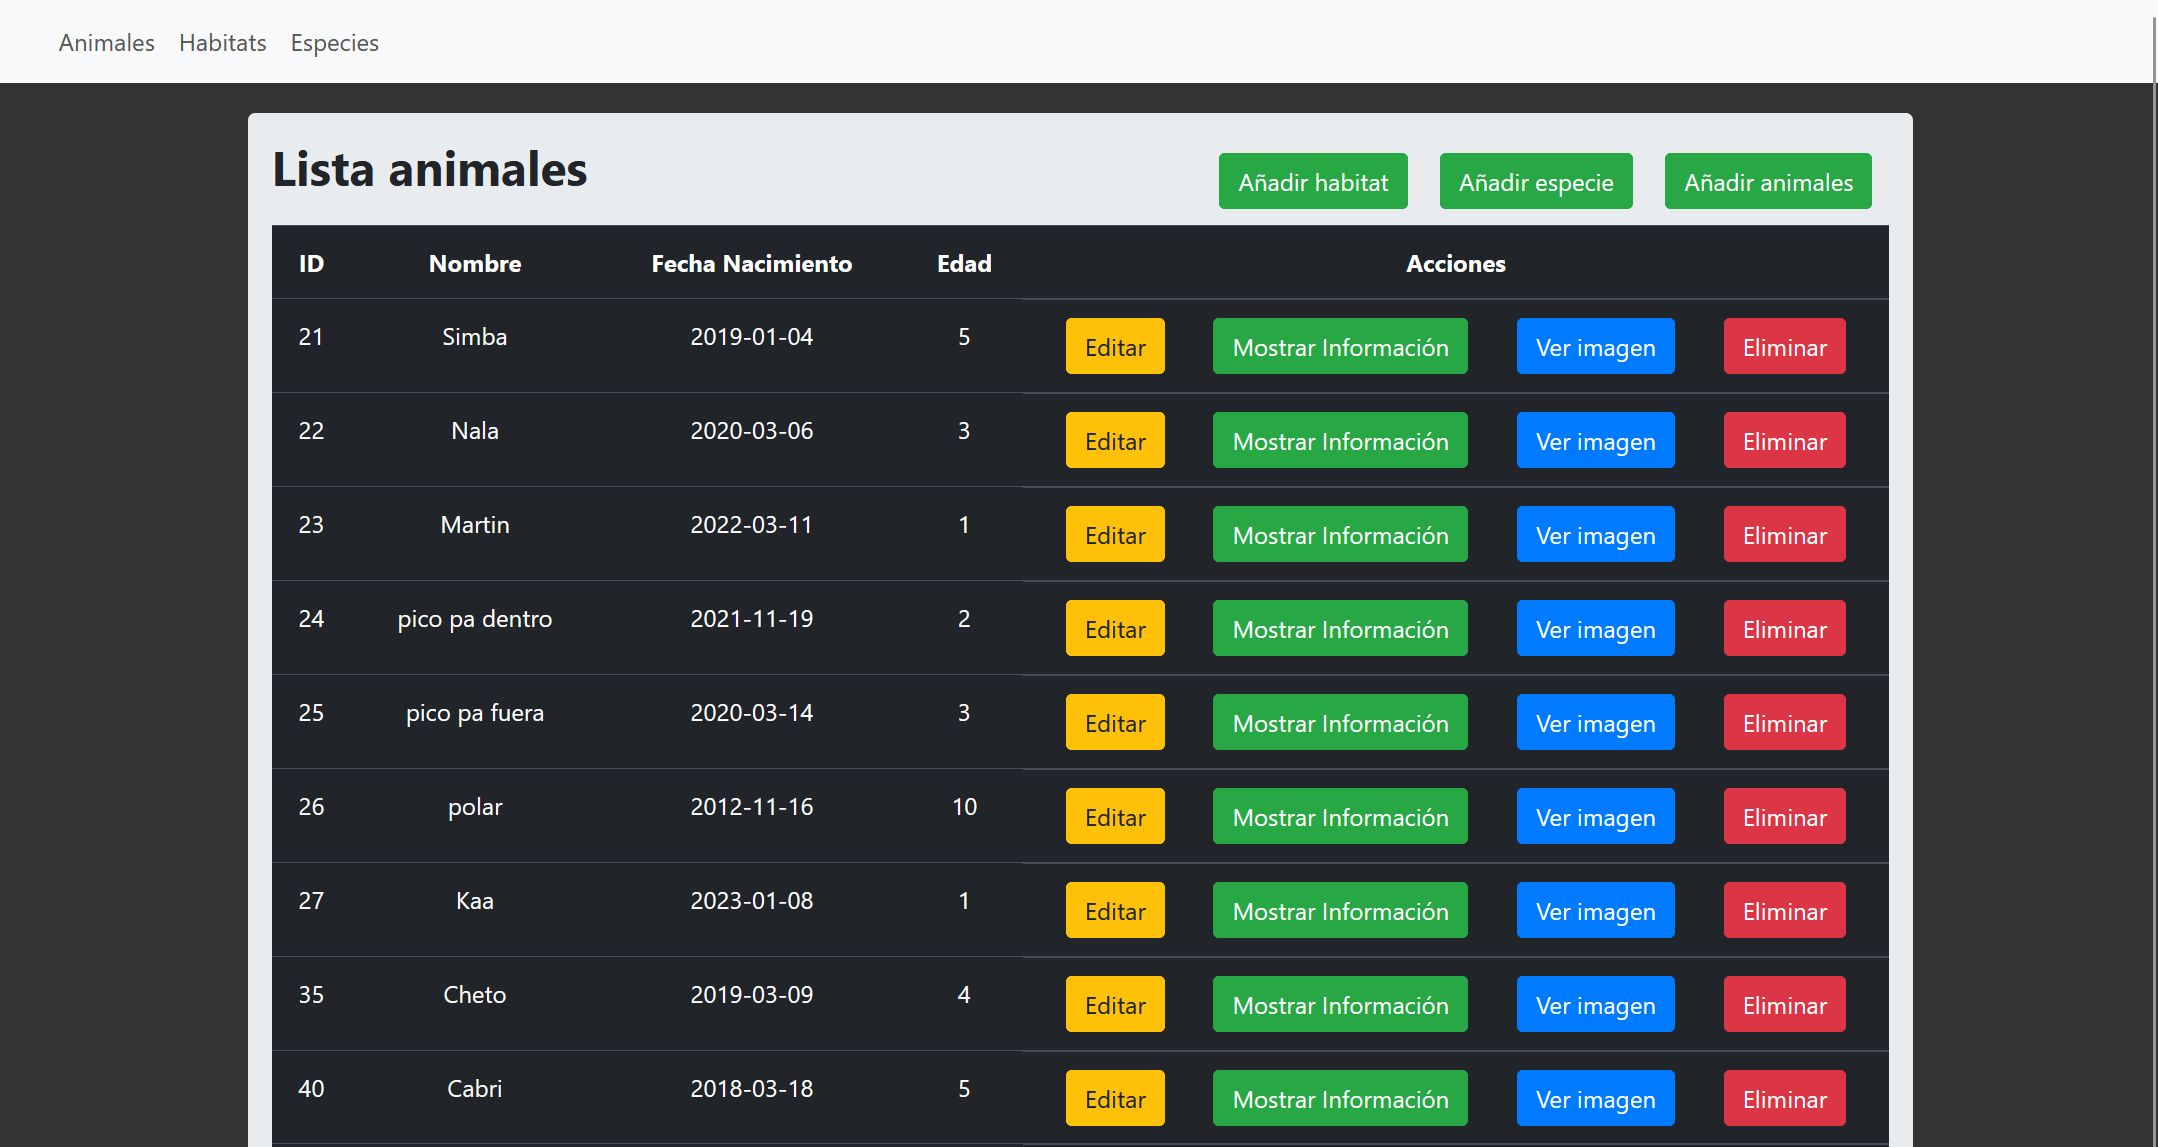 Animales Habitats Especies
Lista animales
Añadir habitat Añadir especie Añadir animales
ID Nombre Fecha Nacimiento Edad Acciones
21 Simba 2019-01-04 5 Editar Mostrar Información Ver imagen Eliminar
22 Nala 2020-03-06 3 Editar Mostrar Información Ver imagen Eliminar
23 Martin 2022-03-11 1 Editar Mostrar Información Ver imagen Eliminar
24 pico pa dentro 2021-11-19 2 Editar Mostrar Información Ver imagen Eliminar
25 pico pa fuera 2020-03-14 3 Editar Mostrar Información Ver imagen Eliminar
26 polar 2012-11-16 10 Editar Mostrar Información Ver imagen Eliminar
27 Kaa 2023-01-08 1 Editar Mostrar Información Ver imagen Eliminar
35 Cheto 2019-03-09 4 Editar Mostrar Información Ver imagen Eliminar
40 Cabri 2018-03-18 5 Editar Mostrar Información Ver imagen Eliminar